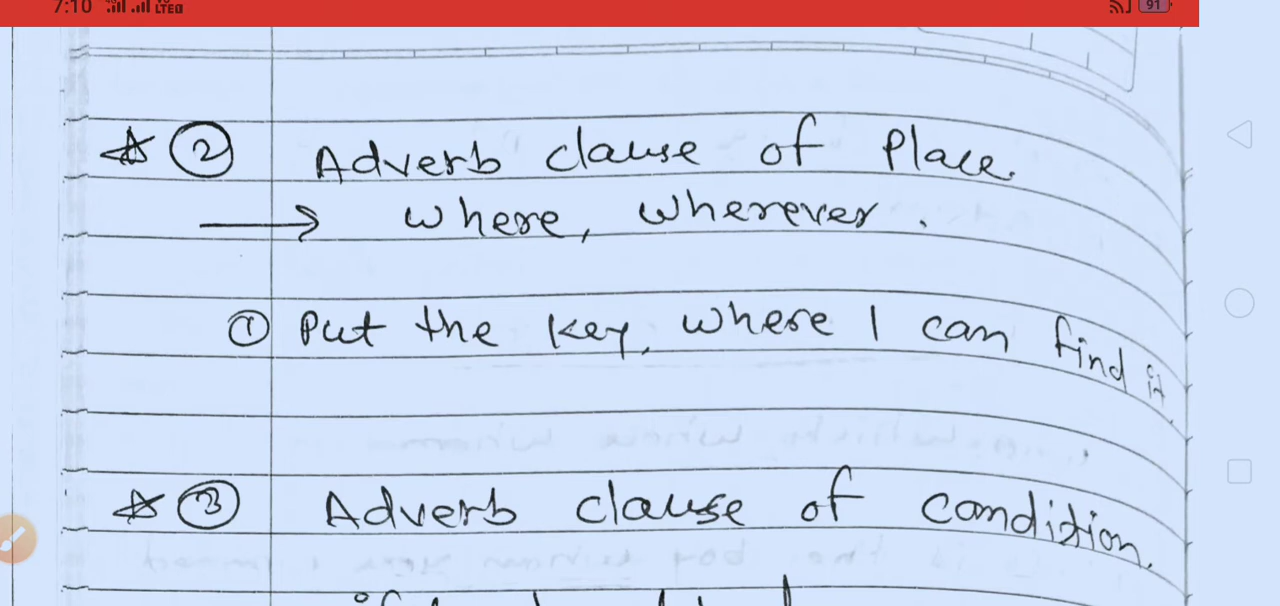 7:10 91
☆ ② Adverb clause of Place.
→ where, wherever.
① Put the key, where I can find it.
☆ ③ Adverb clause of condition.